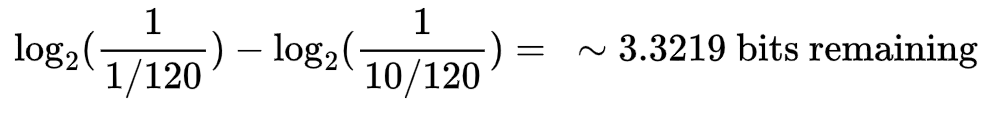 log₂(1/(1/120)) − log₂(1/(10/120)) = ∼ 3.3219 bits remaining